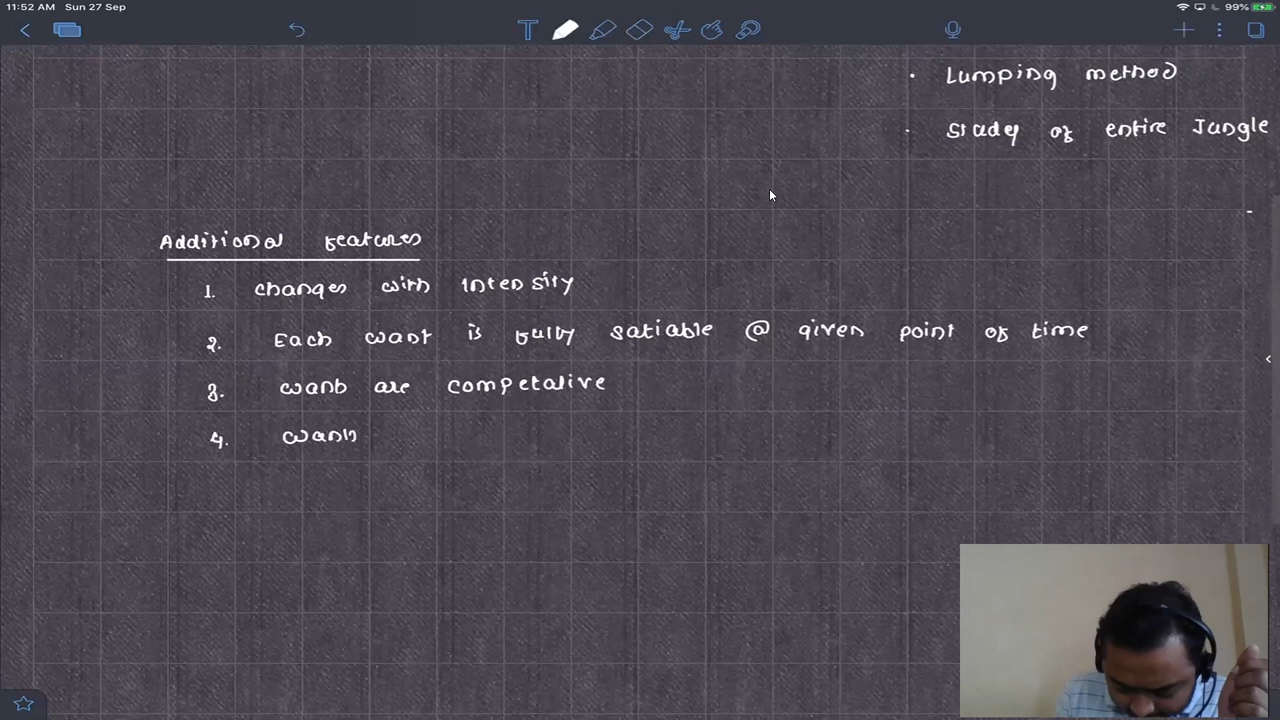 11:52 AM Sun 27 Sep
99%
T
Lumping method
Study of entire Jungle
Additional features
1. changes with intensity
2. Each want is fully satiable @ given point of time
3. wants are competative
4. wants